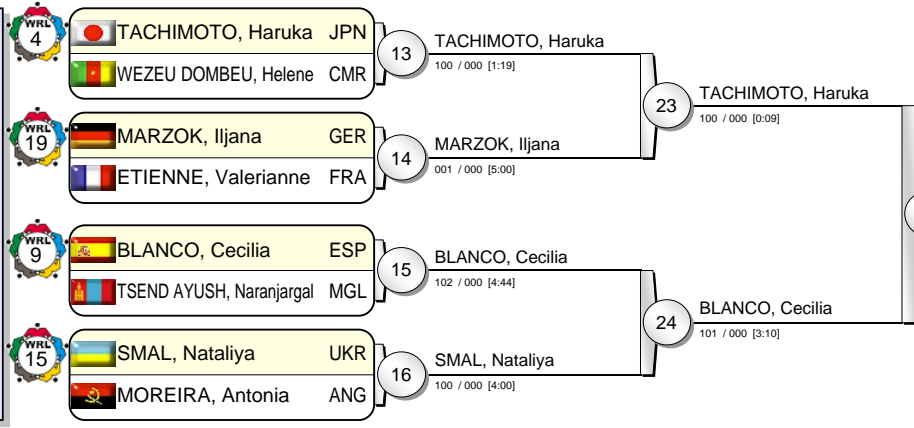 WRL
4
TACHIMOTO, Haruka JPN
WEZEU DOMBEU, Helene CMR
13
TACHIMOTO, Haruka
100 / 000 [1:19]
WRL
19
MARZOK, Iljana GER
ETIENNE, Valerianne FRA
14
MARZOK, Iljana
001 / 000 [5:00]
23
TACHIMOTO, Haruka
100 / 000 [0:09]
WRL
9
BLANCO, Cecilia ESP
TSEND AYUSH, Naranjargal MGL
15
BLANCO, Cecilia
102 / 000 [4:44]
WRL
15
SMAL, Nataliya UKR
MOREIRA, Antonia ANG
16
SMAL, Nataliya
100 / 000 [4:00]
24
BLANCO, Cecilia
101 / 000 [3:10]